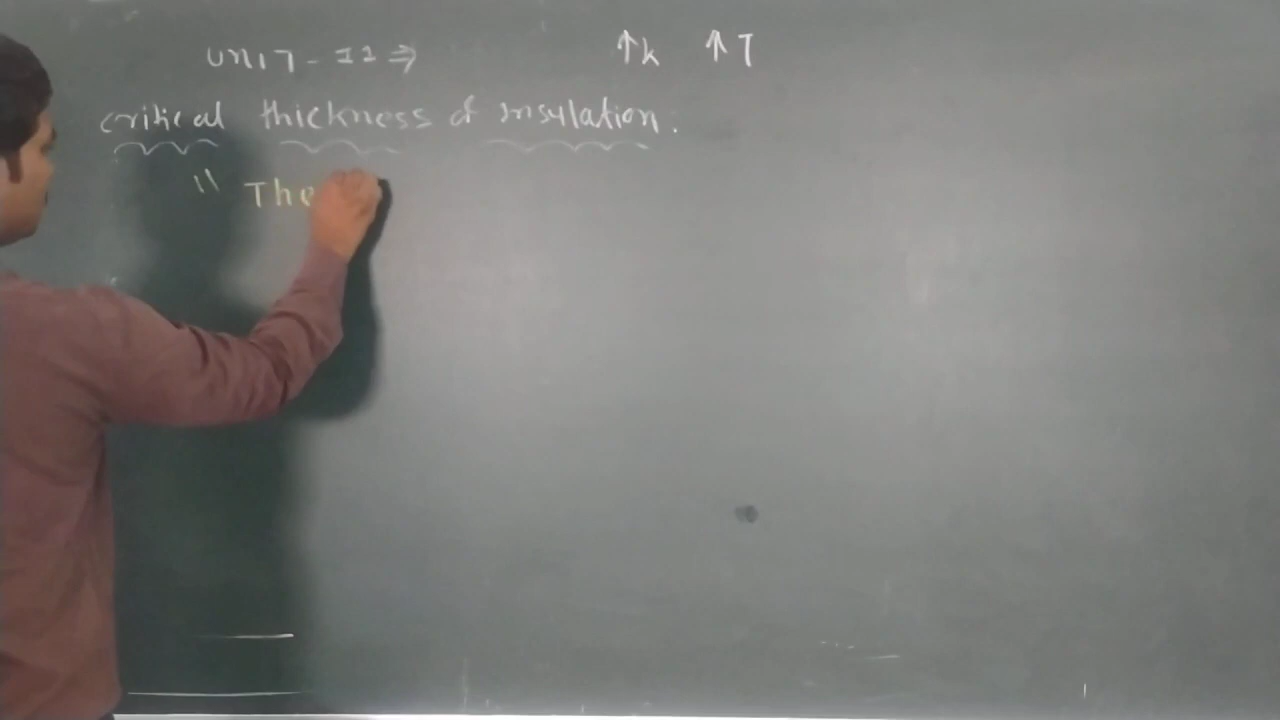 UNIT - II ⇒ ↑k ↑T
critical thickness of insulation.
" The